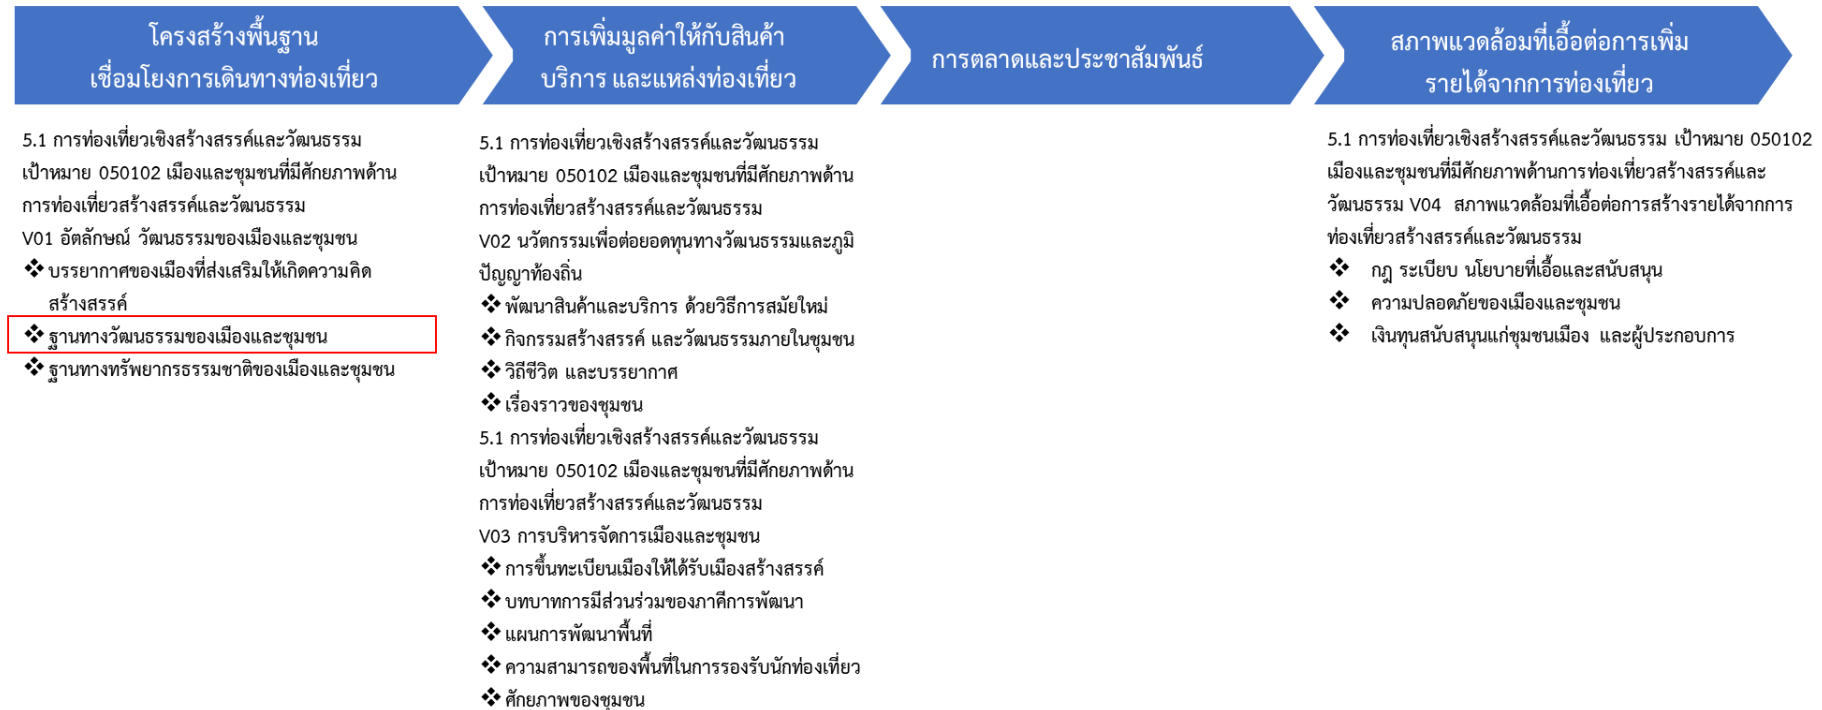 โครงสร้างพื้นฐาน
เชื่อมโยงการเดินทางท่องเที่ยว
การเพิ่มมูลค่าให้กับสินค้า
บริการ และแหล่งท่องเที่ยว
การตลาดและประชาสัมพันธ์
สภาพแวดล้อมที่เอื้อต่อการเพิ่ม
รายได้จากการท่องเที่ยว
5.1 การท่องเที่ยวเชิงสร้างสรรค์และวัฒนธรรม
เป้าหมาย 050102 เมืองและชุมชนที่มีศักยภาพด้าน
การท่องเที่ยวสร้างสรรค์และวัฒนธรรม
V01 อัตลักษณ์ วัฒนธรรมของเมืองและชุมชน
❖ บรรยากาศของเมืองที่ส่งเสริมให้เกิดความคิด
สร้างสรรค์
❖ ฐานทางวัฒนธรรมของเมืองและชุมชน
❖ ฐานทางทรัพยากรธรรมชาติของเมืองและชุมชน
5.1 การท่องเที่ยวเชิงสร้างสรรค์และวัฒนธรรม
เป้าหมาย 050102 เมืองและชุมชนที่มีศักยภาพด้าน
การท่องเที่ยวสร้างสรรค์และวัฒนธรรม
V02 นวัตกรรมเพื่อต่อยอดทุนทางวัฒนธรรมและภูมิ
ปัญญาท้องถิ่น
❖ พัฒนาสินค้าและบริการ ด้วยวิธีการสมัยใหม่
❖ กิจกรรมสร้างสรรค์ และวัฒนธรรมภายในชุมชน
❖ วิถีชีวิต และบรรยากาศ
❖ เรื่องราวของชุมชน
5.1 การท่องเที่ยวเชิงสร้างสรรค์และวัฒนธรรม
เป้าหมาย 050102 เมืองและชุมชนที่มีศักยภาพด้าน
การท่องเที่ยวสร้างสรรค์และวัฒนธรรม
V03 การบริหารจัดการเมืองและชุมชน
❖ การขึ้นทะเบียนเมืองให้ได้รับเมืองสร้างสรรค์
❖ บทบาทการมีส่วนร่วมของภาคีการพัฒนา
❖ แผนการพัฒนาพื้นที่
❖ ความสามารถของพื้นที่ในการรองรับนักท่องเที่ยว
❖ ศักยภาพของชุมชน
5.1 การท่องเที่ยวเชิงสร้างสรรค์และวัฒนธรรม เป้าหมาย 050102
เมืองและชุมชนที่มีศักยภาพด้านการท่องเที่ยวสร้างสรรค์และ
วัฒนธรรม V04 สภาพแวดล้อมที่เอื้อต่อการสร้างรายได้จากการ
ท่องเที่ยวสร้างสรรค์และวัฒนธรรม
❖ กฎ ระเบียบ นโยบายที่เอื้อและสนับสนุน
❖ ความปลอดภัยของเมืองและชุมชน
❖ เงินทุนสนับสนุนแก่ชุมชนเมือง และผู้ประกอบการ